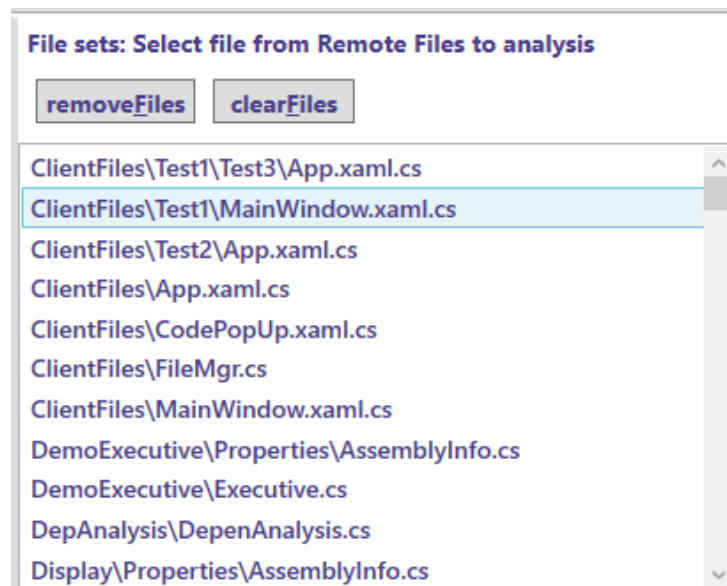 File sets: Select file from Remote Files to analysis
removeFiles clearFiles
ClientFiles\Test1\Test3\App.xaml.cs
ClientFiles\Test1\MainWindow.xaml.cs
ClientFiles\Test2\App.xaml.cs
ClientFiles\App.xaml.cs
ClientFiles\CodePopUp.xaml.cs
ClientFiles\FileMgr.cs
ClientFiles\MainWindow.xaml.cs
DemoExecutive\Properties\AssemblyInfo.cs
DemoExecutive\Executive.cs
DepAnalysis\DepenAnalysis.cs
Display\Properties\AssemblyInfo.cs